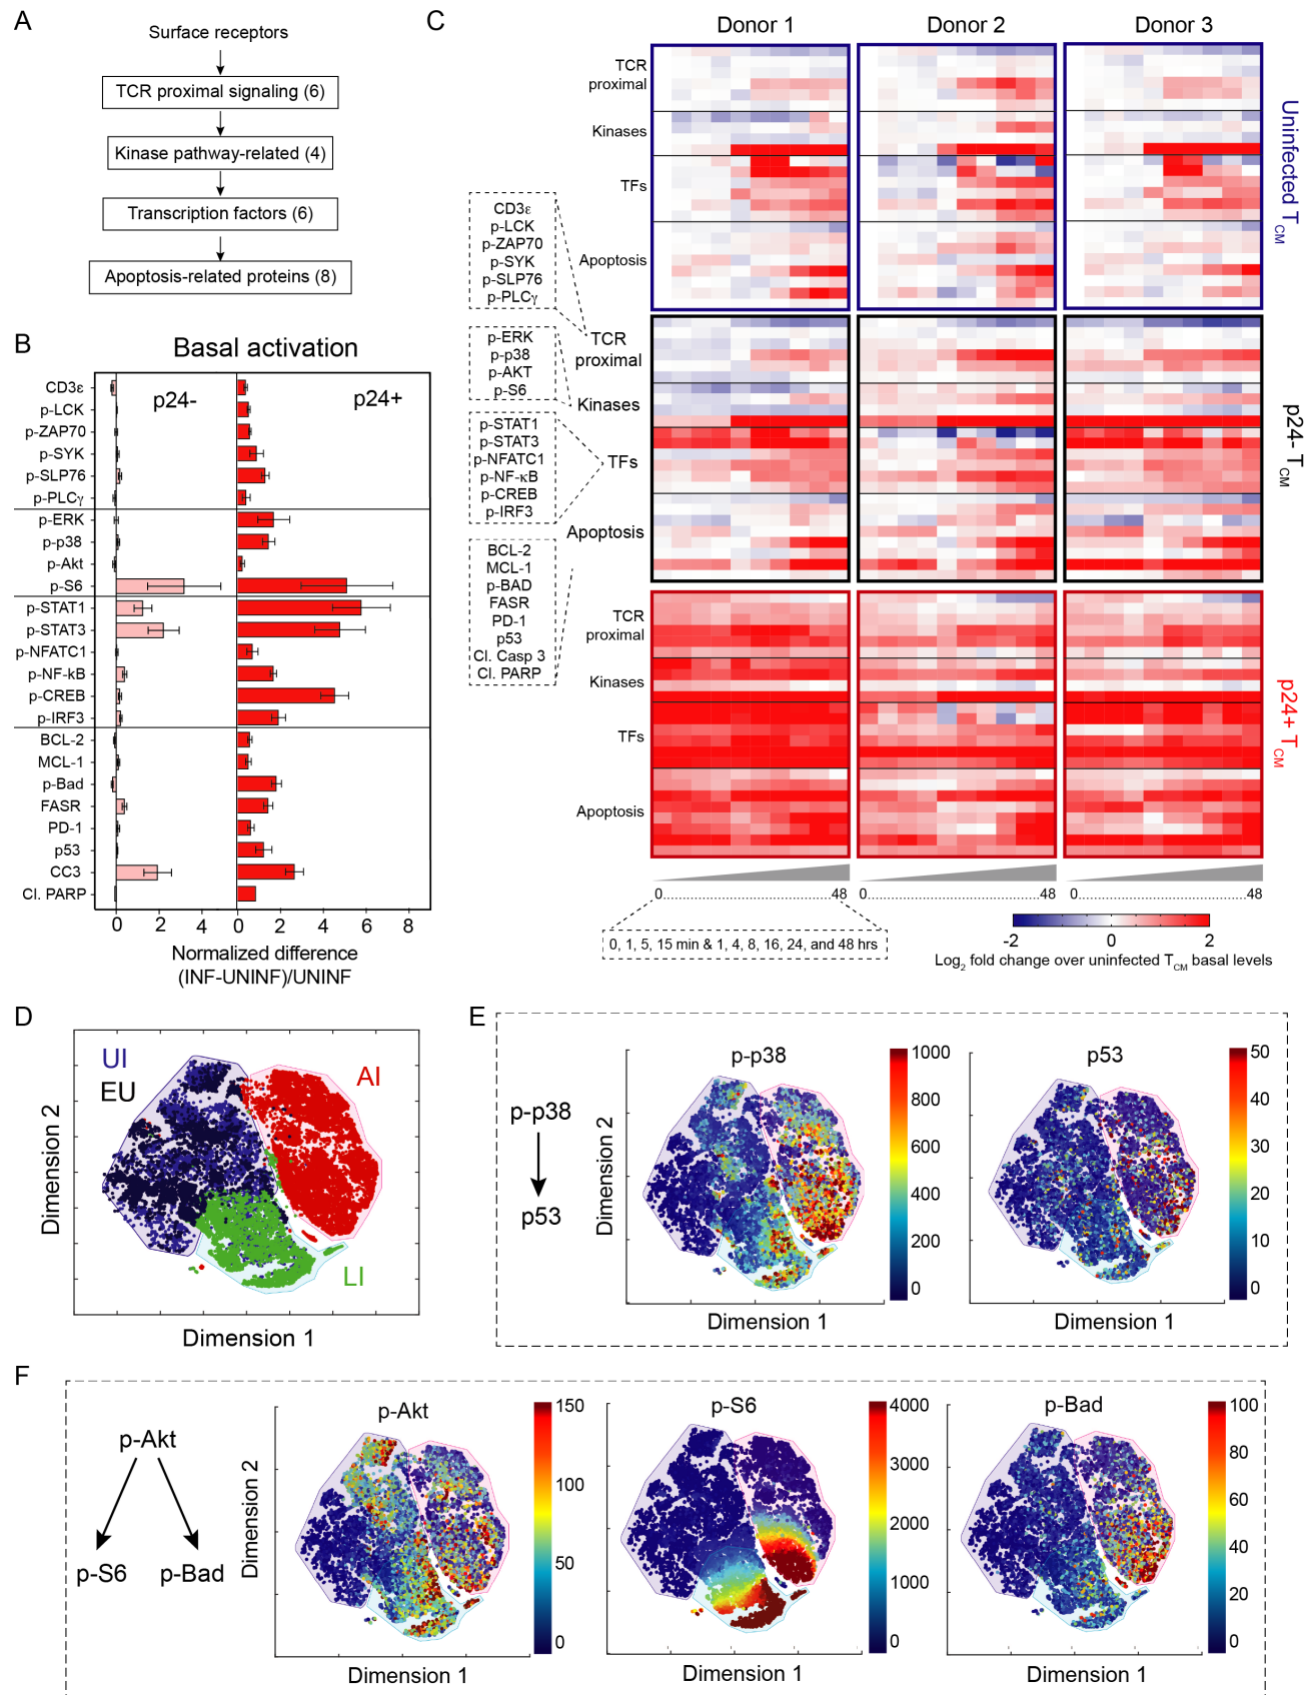 A
Surface receptors
TCR proximal signaling (6)
Kinase pathway-related (4)
Transcription factors (6)
Apoptosis-related proteins (8)
B
Basal activation
p24-
p24+
CD3ε
p-LCK
p-ZAP70
p-SYK
p-SLP76
p-PLCγ
p-ERK
p-p38
p-Akt
p-S6
p-STAT1
p-STAT3
p-NFATC1
p-NF-kB
p-CREB
p-IRF3
BCL-2
MCL-1
p-Bad
FASR
PD-1
p53
CC3
Cl. PARP
0 2 4 0 2 4 6 8
Normalized difference
(INF-UNINF)/UNINF
C
Donor 1 Donor 2 Donor 3
TCR
proximal
Kinases
TFs
Apoptosis
Uninfected TCM
CD3ε
p-LCK
p-ZAP70
p-SYK
p-SLP76
p-PLCγ
p-ERK
p-p38
p-AKT
p-S6
p-STAT1
p-STAT3
p-NFATC1
p-NF-κB
p-CREB
p-IRF3
BCL-2
MCL-1
p-BAD
FASR
PD-1
p53
Cl. Casp 3
Cl. PARP
TCR
proximal
Kinases
TFs
Apoptosis
p24- TCM
TCR
proximal
Kinases
TFs
Apoptosis
p24+ TCM
0 48 0 48 0 48
0, 1, 5, 15 min & 1, 4, 8, 16, 24, and 48 hrs
-2 0 2
Log2 fold change over uninfected TCM basal levels
D
UI
EU
AI
LI
Dimension 2
Dimension 1
E
p-p38
p53
p-p38
Dimension 2
Dimension 1
1000
800
600
400
200
0
p53
Dimension 1
50
40
30
20
10
0
F
p-Akt
p-S6 p-Bad
p-Akt
Dimension 2
Dimension 1
150
100
50
0
p-S6
Dimension 1
4000
3000
2000
1000
0
p-Bad
Dimension 1
100
80
60
40
20
0